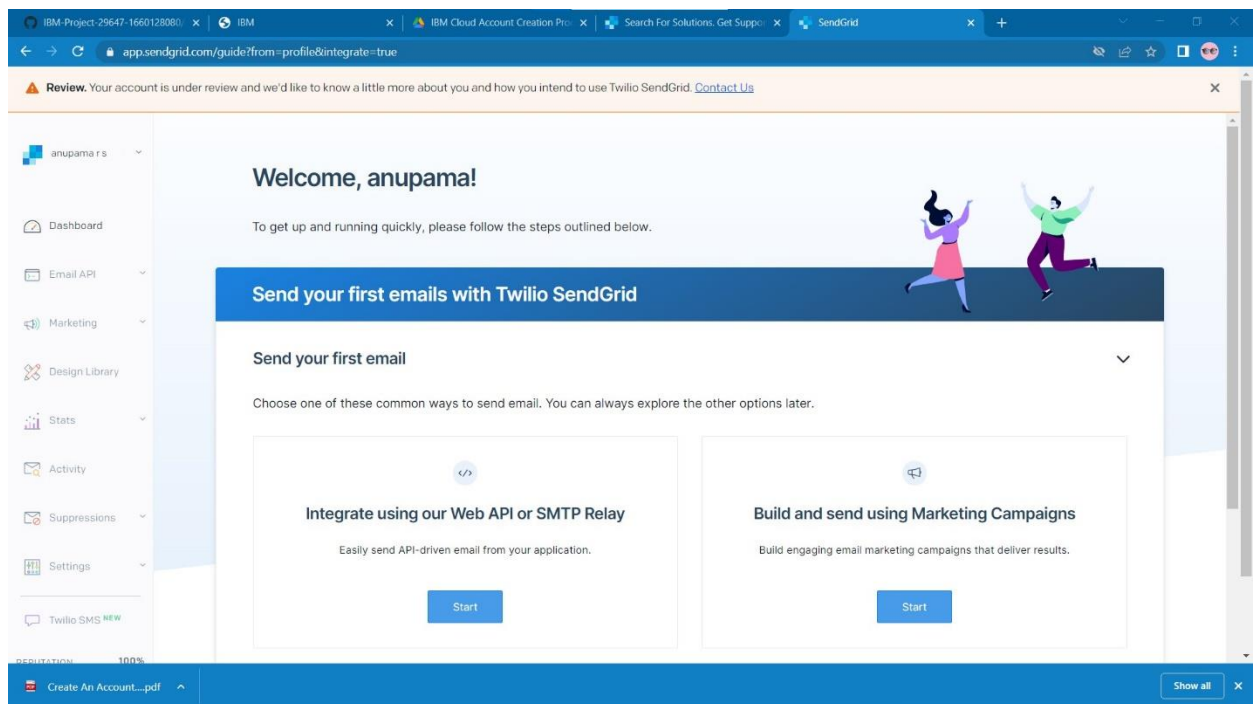 IBM-Project-29647-1660128080/
IBM
IBM Cloud Account Creation Pro
Search For Solutions. Get Suppor
SendGrid
app.sendgrid.com/guide?from=profile&integrate=true
Review. Your account is under review and we'd like to know a little more about you and how you intend to use Twilio SendGrid. Contact Us
anupama r s
Dashboard
Email API
Marketing
Design Library
Stats
Activity
Suppressions
Settings
Twilio SMS NEW
REPUTATION 100%
Welcome, anupama!
To get up and running quickly, please follow the steps outlined below.
Send your first emails with Twilio SendGrid
Send your first email
Choose one of these common ways to send email. You can always explore the other options later.
Integrate using our Web API or SMTP Relay
Easily send API-driven email from your application.
Start
Build and send using Marketing Campaigns
Build engaging email marketing campaigns that deliver results.
Start
Create An Account....pdf
Show all